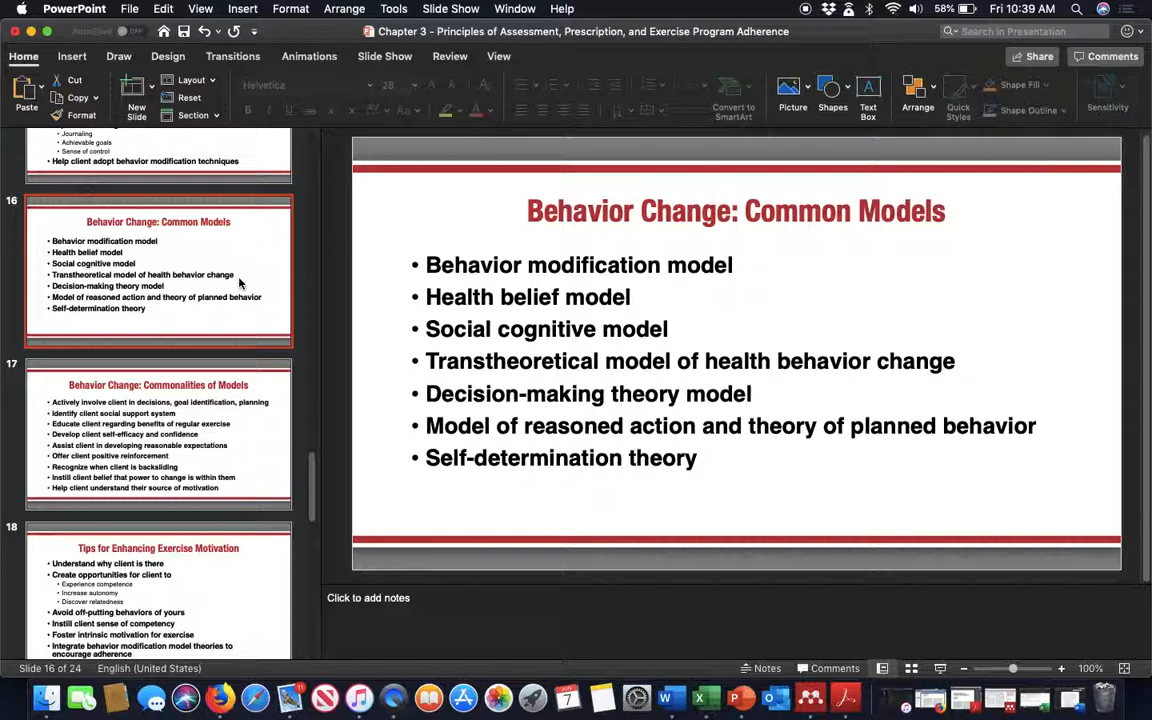 PowerPoint File Edit View Insert Format Arrange Tools Slide Show Window Help 58% Fri 10:39 AM
AutoSave OFF Chapter 3 - Principles of Assessment, Prescription, and Exercise Program Adherence Search in Presentation
Home Insert Draw Design Transitions Animations Slide Show Review View Share Comments
Paste Cut Copy Format New Slide Layout Reset Section Helvetica 28 Convert to SmartArt Picture Shapes Text Box Arrange Quick Styles Shape Fill Shape Outline Sensitivity
• Journaling
• Achievable goals
• Sense of control
• Help client adopt behavior modification techniques
16
Behavior Change: Common Models
• Behavior modification model
• Health belief model
• Social cognitive model
• Transtheoretical model of health behavior change
• Decision-making theory model
• Model of reasoned action and theory of planned behavior
• Self-determination theory
17
Behavior Change: Commonalities of Models
• Actively involve client in decisions, goal identification, planning
• Identify client social support system
• Educate client regarding benefits of regular exercise
• Develop client self-efficacy and confidence
• Assist client in developing reasonable expectations
• Offer client positive reinforcement
• Recognize when client is backsliding
• Instill client belief that power to change is within them
• Help client understand their source of motivation
18
Tips for Enhancing Exercise Motivation
• Understand why client is there
• Create opportunities for client to
• Experience competence
• Increase autonomy
• Discover relatedness
• Avoid off-putting behaviors of yours
• Instill client sense of competency
• Foster intrinsic motivation for exercise
• Integrate behavior modification model theories to
encourage adherence
Behavior Change: Common Models
• Behavior modification model
• Health belief model
• Social cognitive model
• Transtheoretical model of health behavior change
• Decision-making theory model
• Model of reasoned action and theory of planned behavior
• Self-determination theory
Click to add notes
Slide 16 of 24 English (United States) Notes Comments 100%